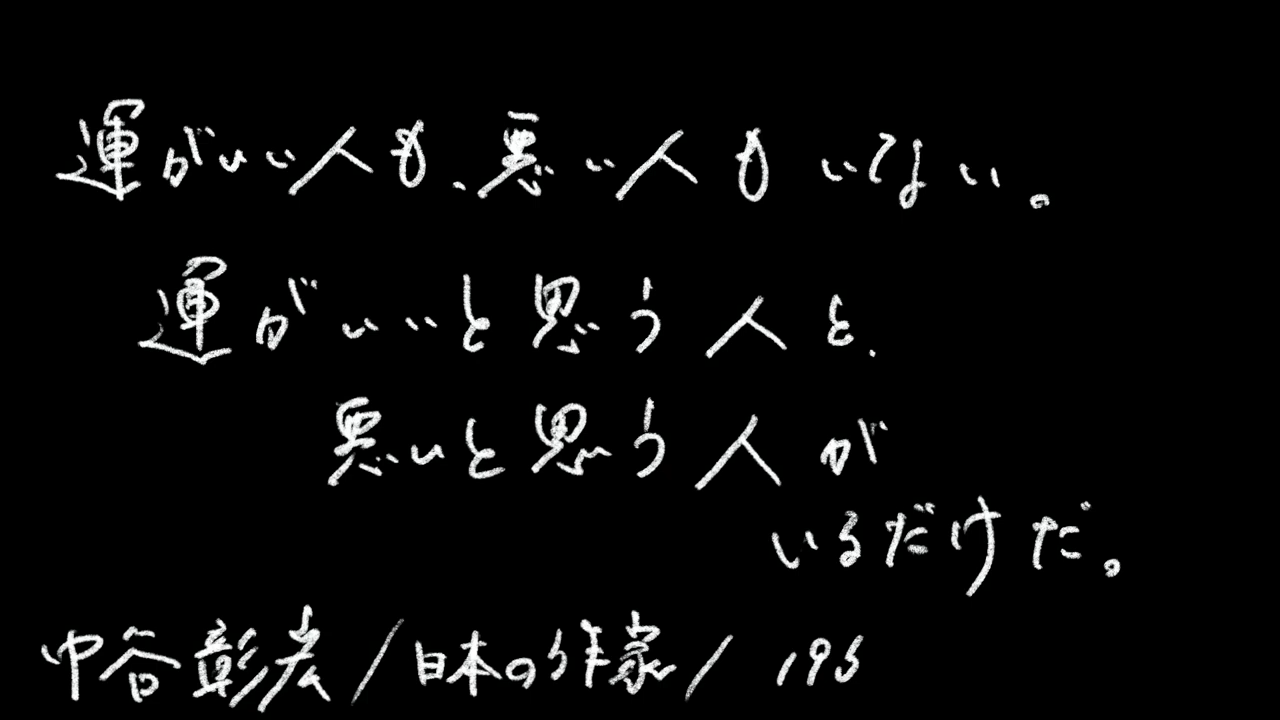 運がいい人も、悪い人もいない。
運がいいと思う人と、
悪いと思う人が
いるだけだ。
中谷彰宏/日本の作家/195